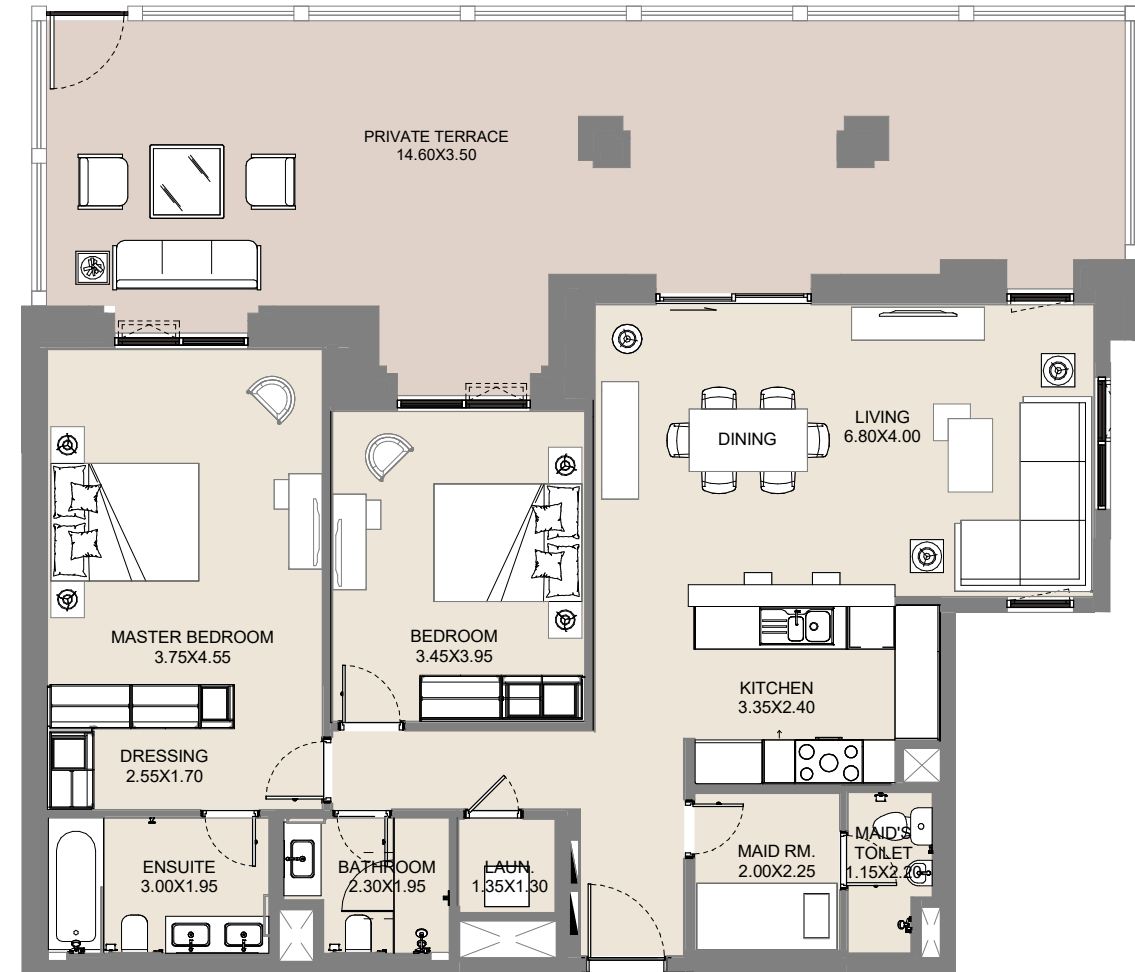 PRIVATE TERRACE
14.60X3.50
LIVING
6.80X4.00
DINING
MASTER BEDROOM
3.75X4.55
BEDROOM
3.45X3.95
KITCHEN
3.35X2.40
DRESSING
2.55X1.70
ENSUITE
3.00X1.95
BATHROOM
2.30X1.95
LAUN.
1.35X1.30
MAID RM.
2.00X2.25
MAID'S
TOILET
1.15X2.20